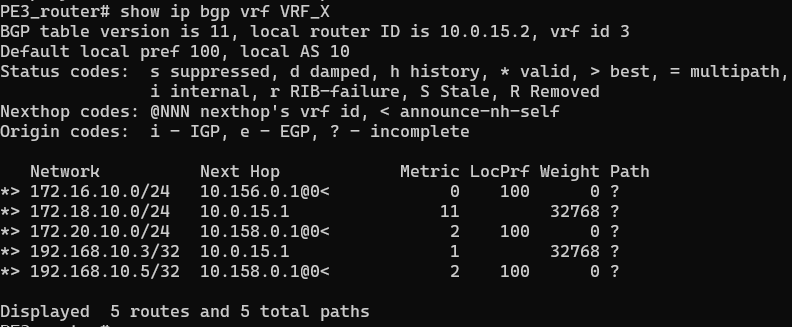 PE3_router# show ip bgp vrf VRF_X
BGP table version is 11, local router ID is 10.0.15.2, vrf id 3
Default local pref 100, local AS 10
Status codes:  s suppressed, d damped, h history, * valid, > best, = multipath,
               i internal, r RIB-failure, S Stale, R Removed
Nexthop codes: @NNN nexthop's vrf id, < announce-nh-self
Origin codes:  i - IGP, e - EGP, ? - incomplete

   Network          Next Hop            Metric LocPrf Weight Path
*> 172.16.10.0/24   10.156.0.1@0<            0    100      0 ?
*> 172.18.10.0/24   10.0.15.1               11         32768 ?
*> 172.20.10.0/24   10.158.0.1@0<            2    100      0 ?
*> 192.168.10.3/32  10.0.15.1                1         32768 ?
*> 192.168.10.5/32  10.158.0.1@0<            2    100      0 ?

Displayed  5 routes and 5 total paths
PE3_router#